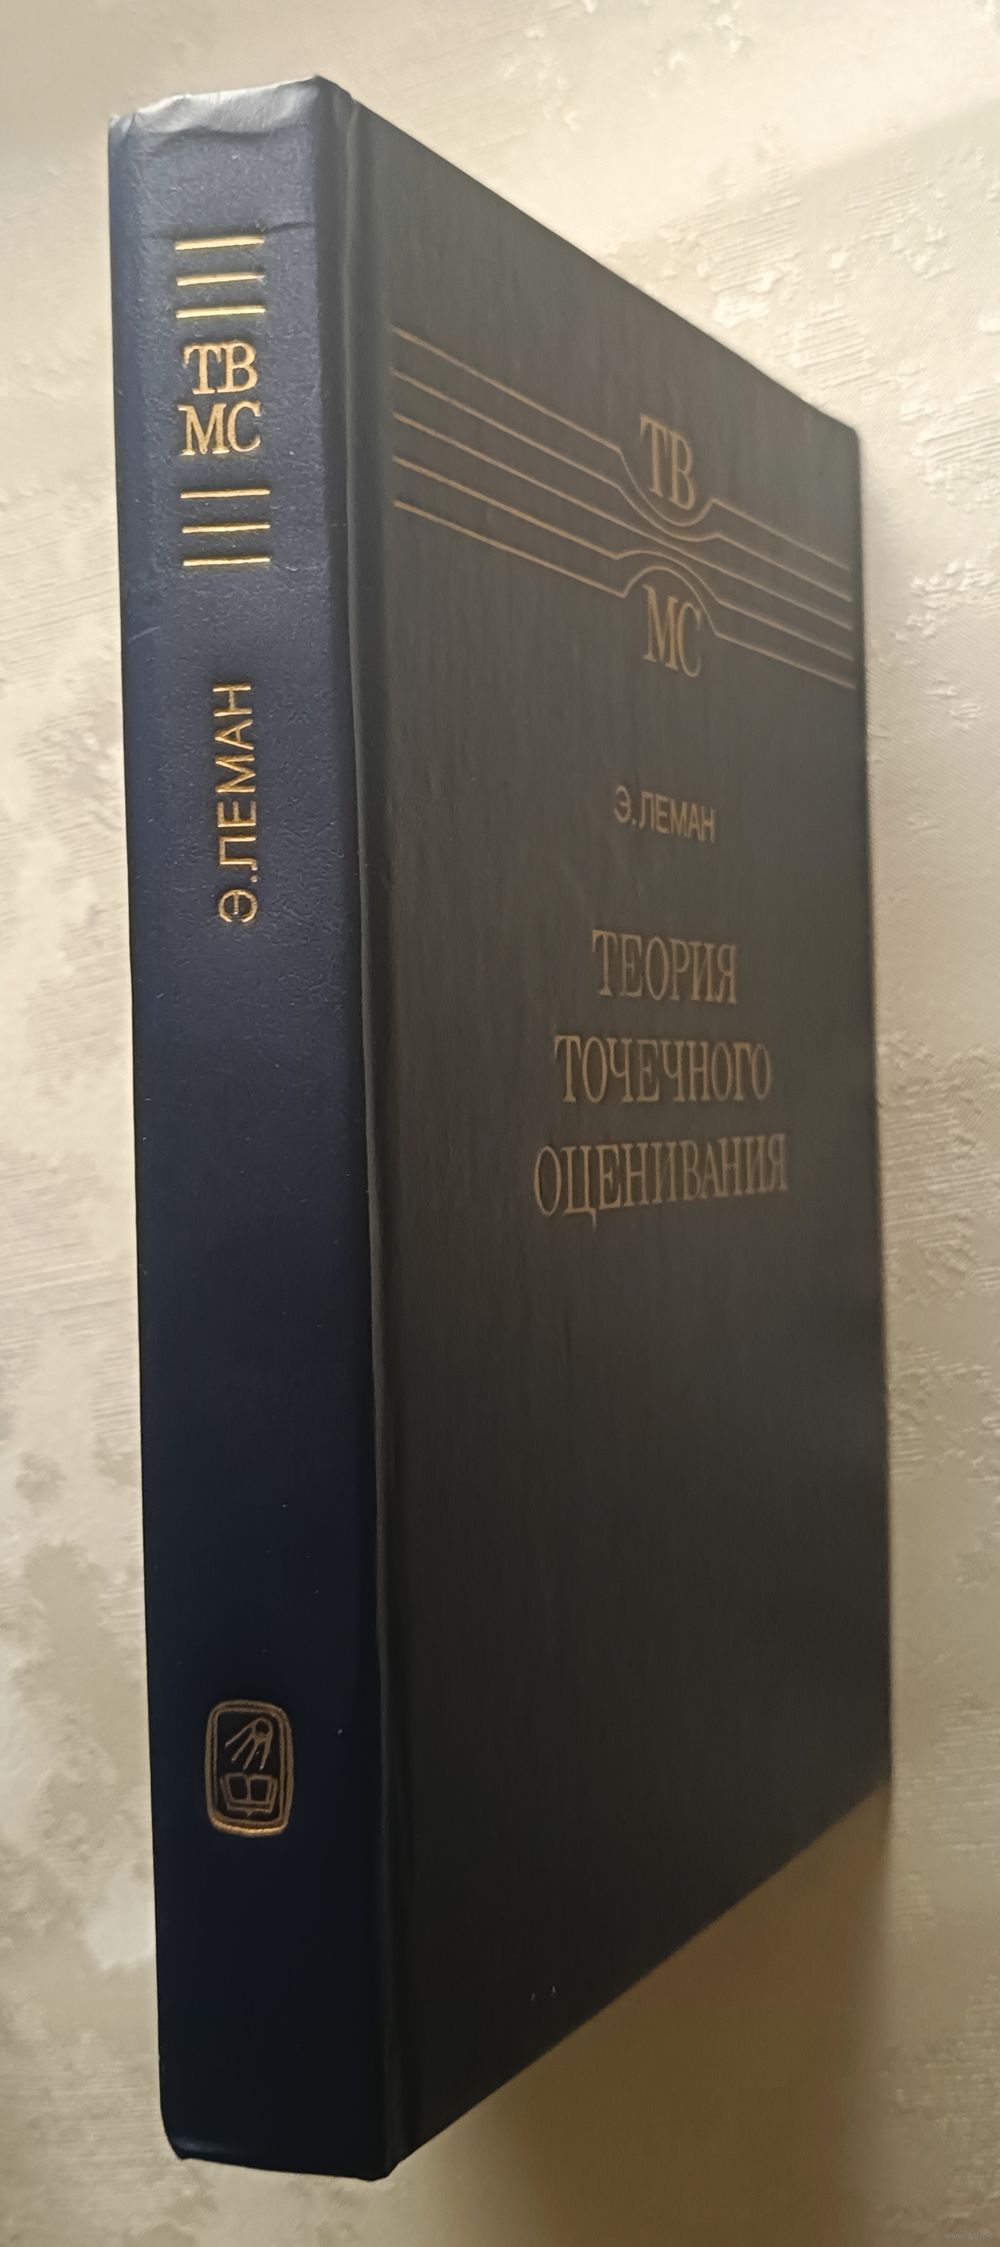 ТВ
МС
Э.ЛЕМАН
ТВ
МС
Э.ЛЕМАН
ТЕОРИЯ
ТОЧЕЧНОГО
ОЦЕНИВАНИЯ